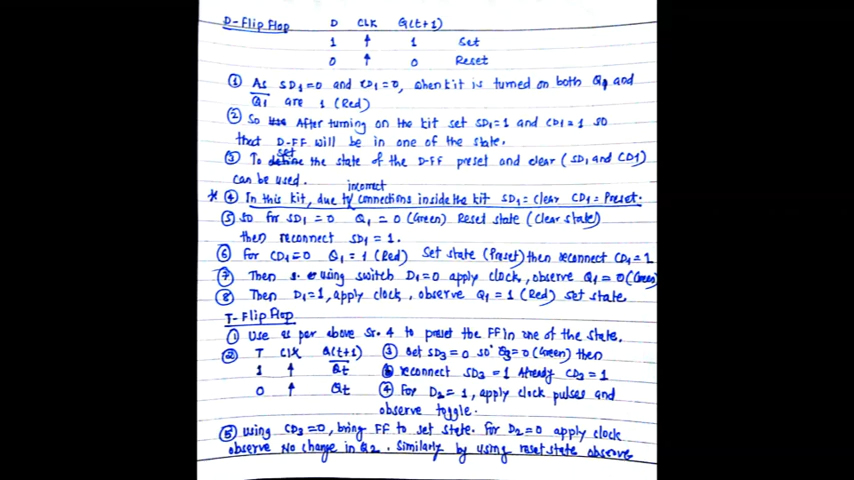 D-Flip Flop D CLK Q(t+1)
1 ↑ 1 Set
0 ↑ 0 Reset
① As SD1=0 and CD1=0, when kit is turned on both Q1 and
Q̅1 are 1 (Red)
② So After turning on the kit set SD1=1 and CD1=1 so
that D-FF will be in one of the state.
③ To set the state of the D-FF preset and clear (SD1 and CD1)
can be used.
* ④ In this kit, due to incorrect connections inside the kit SD1=clear CD1=Preset.
⑤ So for SD1=0 Q1=0 (Green) Reset state (Clear state)
then reconnect SD1=1.
⑥ For CD1=0 Q1=1 (Red) Set state (Preset) then reconnect CD1=1
⑦ Then using switch D1=0 apply clock, observe Q1=0 (Green)
⑧ Then D1=1, apply clock, observe Q1=1 (Red) Set state.
T-Flip Flop
① Use as per above Sr. 4 to preset the FF in one of the state.
② T CLK Q(t+1) ③ Set SD3=0 so Q3=0 (Green) then
1 ↑ Q̅t reconnect SD3=1 Already CD3=1
0 ↑ Qt ④ For D2=1, apply clock pulses and
observe toggle.
⑤ Using CD3=0, bring FF to set state. For D2=0 apply clock
observe No change in Q2. Similarly by using reset state observe